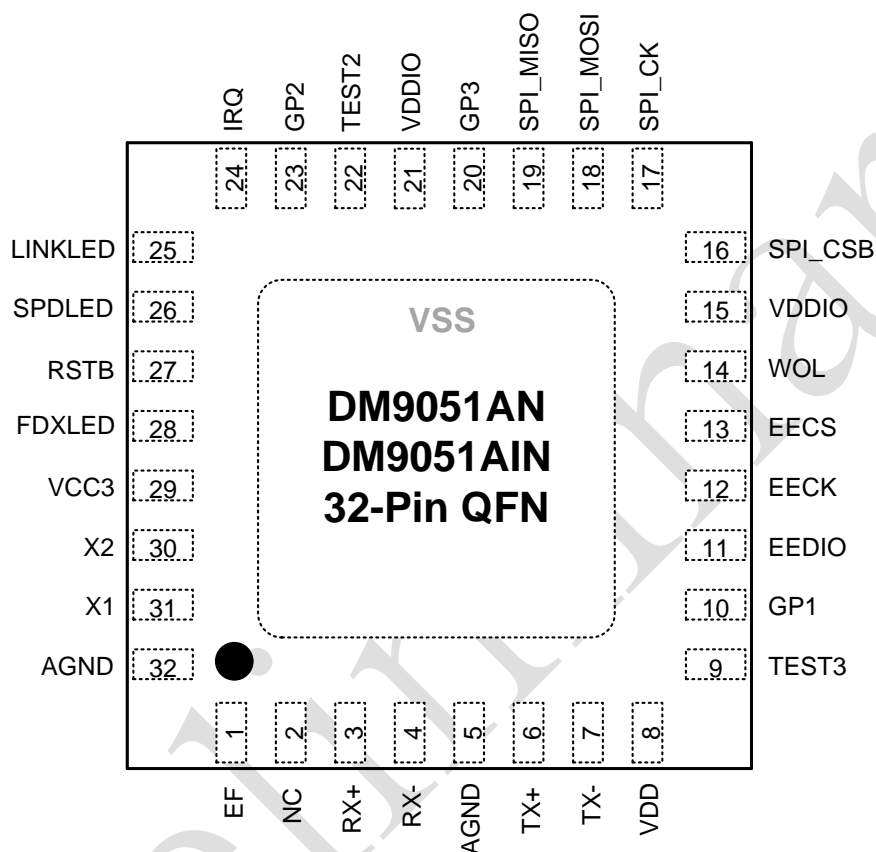 IRQ
GP2
TEST2
VDDIO
GP3
SPI_MISO
SPI_MOSI
SPI_CK
24
23
22
21
20
19
18
17
LINKLED 25
SPDLED 26
RSTB 27
FDXLED 28
VCC3 29
X2 30
X1 31
AGND 32
VSS
DM9051AN
DM9051AIN
32-Pin QFN
16 SPI_CSB
15 VDDIO
14 WOL
13 EECS
12 EECK
11 EEDIO
10 GP1
9 TEST3
1
2
3
4
5
6
7
8
EF
NC
RX+
RX-
AGND
TX+
TX-
VDD